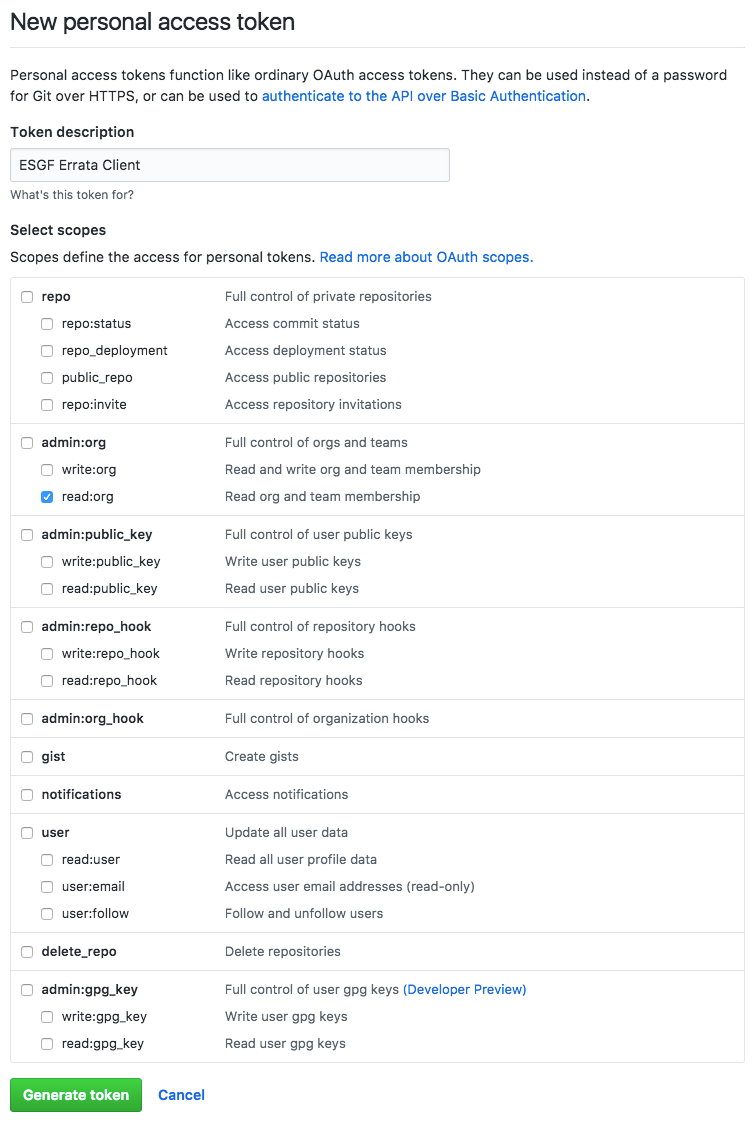 New personal access token
Personal access tokens function like ordinary OAuth access tokens. They can be used instead of a password
for Git over HTTPS, or can be used to authenticate to the API over Basic Authentication.
Token description
ESGF Errata Client
What's this token for?
Select scopes
Scopes define the access for personal tokens. Read more about OAuth scopes.
repo Full control of private repositories
repo:status Access commit status
repo_deployment Access deployment status
public_repo Access public repositories
repo:invite Access repository invitations
admin:org Full control of orgs and teams
write:org Read and write org and team membership
read:org Read org and team membership
admin:public_key Full control of user public keys
write:public_key Write user public keys
read:public_key Read user public keys
admin:repo_hook Full control of repository hooks
write:repo_hook Write repository hooks
read:repo_hook Read repository hooks
admin:org_hook Full control of organization hooks
gist Create gists
notifications Access notifications
user Update all user data
read:user Read all user profile data
user:email Access user email addresses (read-only)
user:follow Follow and unfollow users
delete_repo Delete repositories
admin:gpg_key Full control of user gpg keys (Developer Preview)
write:gpg_key Write user gpg keys
read:gpg_key Read user gpg keys
Generate token Cancel